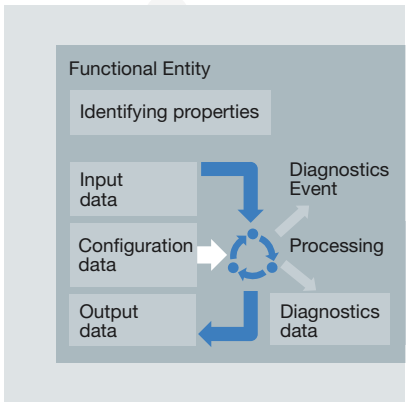 Functional Entity
Identifying properties
Input
data
Diagnostics
Event
Configuration
data
Processing
Output
data
Diagnostics
data